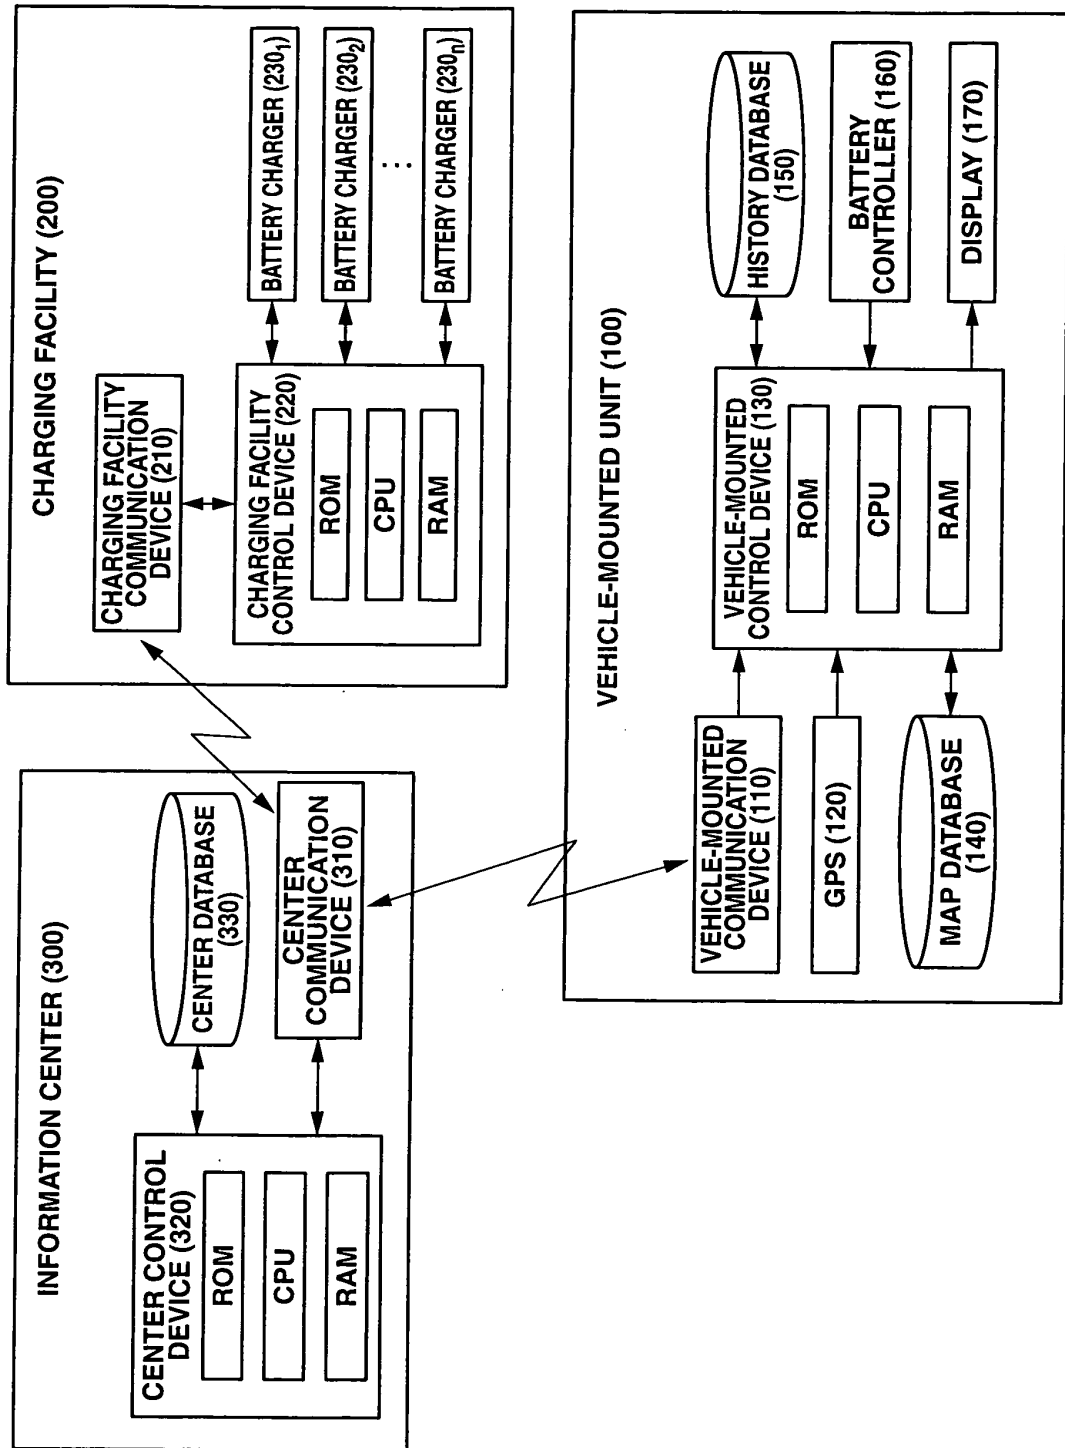 INFORMATION CENTER (300)
CENTER CONTROL
DEVICE (320)
ROM
CPU
RAM
CENTER DATABASE
(330)
CENTER
COMMUNICATION
DEVICE (310)
CHARGING FACILITY (200)
CHARGING FACILITY
COMMUNICATION
DEVICE (210)
CHARGING FACILITY
CONTROL DEVICE (220)
ROM
CPU
RAM
BATTERY CHARGER (230₁)
BATTERY CHARGER (230₂)
...
BATTERY CHARGER (230ₙ)
VEHICLE-MOUNTED UNIT (100)
VEHICLE-MOUNTED
COMMUNICATION
DEVICE (110)
GPS (120)
MAP DATABASE
(140)
VEHICLE-MOUNTED
CONTROL DEVICE (130)
ROM
CPU
RAM
HISTORY DATABASE
(150)
BATTERY
CONTROLLER (160)
DISPLAY (170)